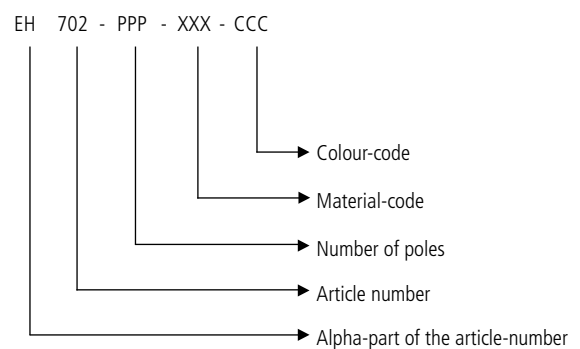 EH 702 - PPP - XXX - CCC
Colour-code
Material-code
Number of poles
Article number
Alpha-part of the article-number